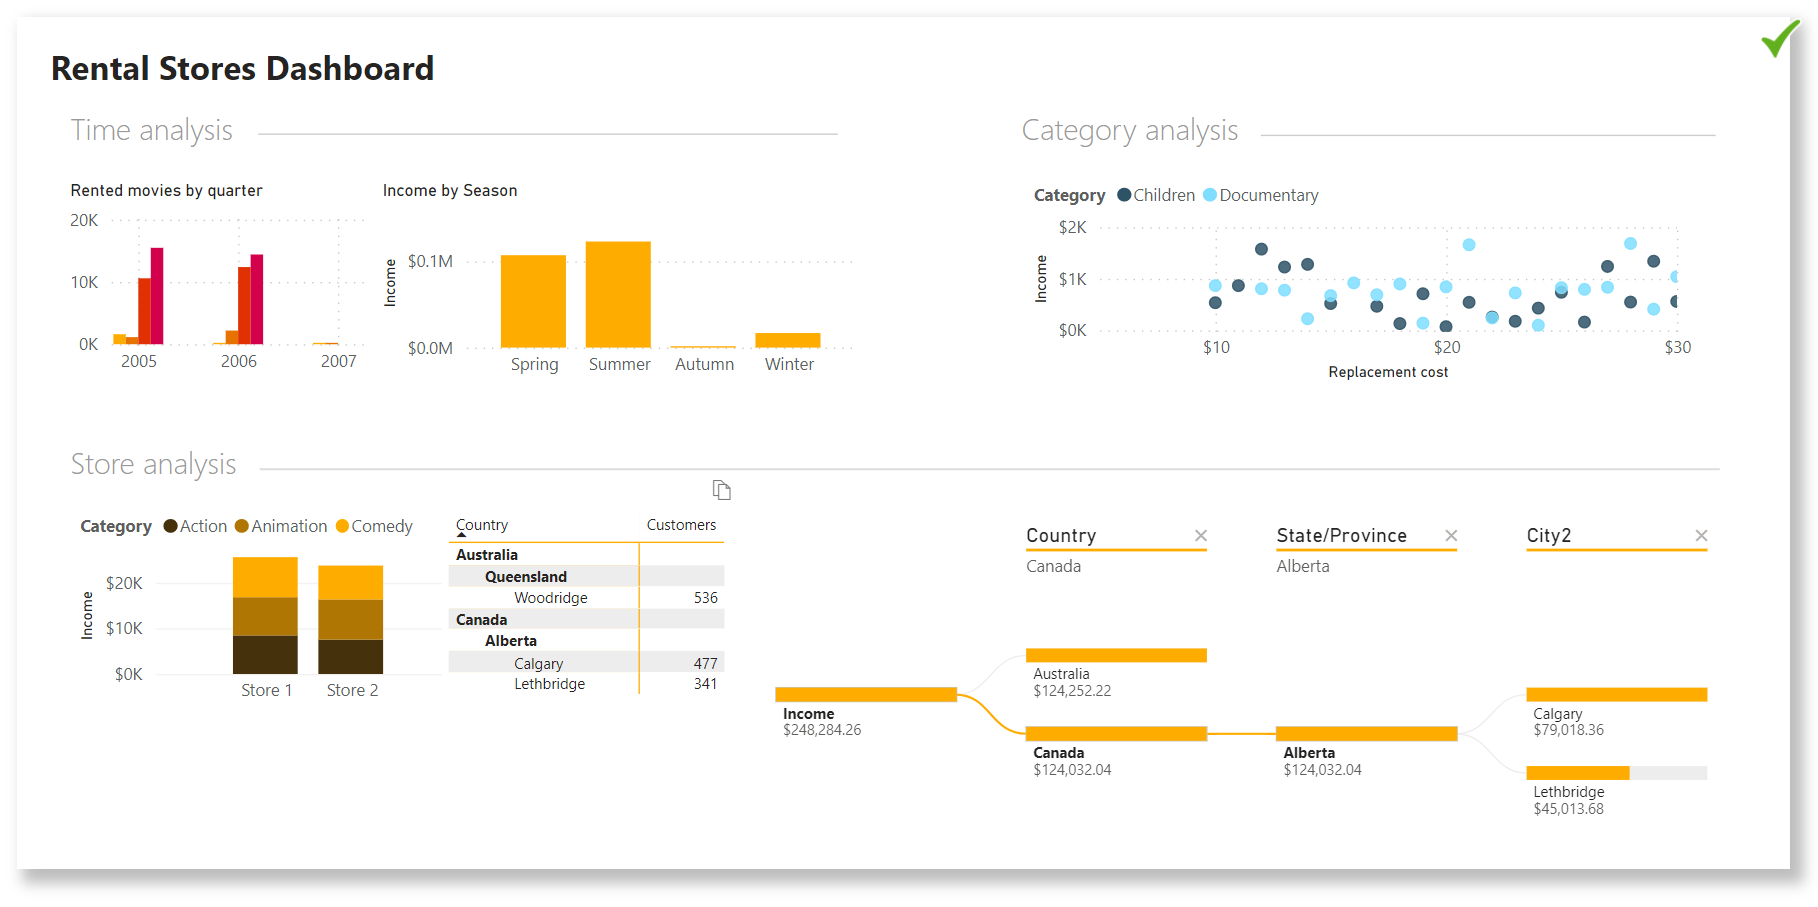 Rental Stores Dashboard
Time analysis
Category analysis
Rented movies by quarter
Income by Season
20K
10K
0K
2005 2006 2007
Income
$0.1M
$0.0M
Spring Summer Autumn Winter
Category Children Documentary
Income
$2K
$1K
$0K
$10 $20 $30
Replacement cost
Store analysis
Category Action Animation Comedy
Income
$20K
$10K
$0K
Store 1 Store 2
Country Customers
Australia
Queensland
Woodridge 536
Canada
Alberta
Calgary 477
Lethbridge 341
Country
Canada
State/Province
Alberta
City2
Income
$248,284.26
Australia
$124,252.22
Canada
$124,032.04
Alberta
$124,032.04
Calgary
$79,018.36
Lethbridge
$45,013.68